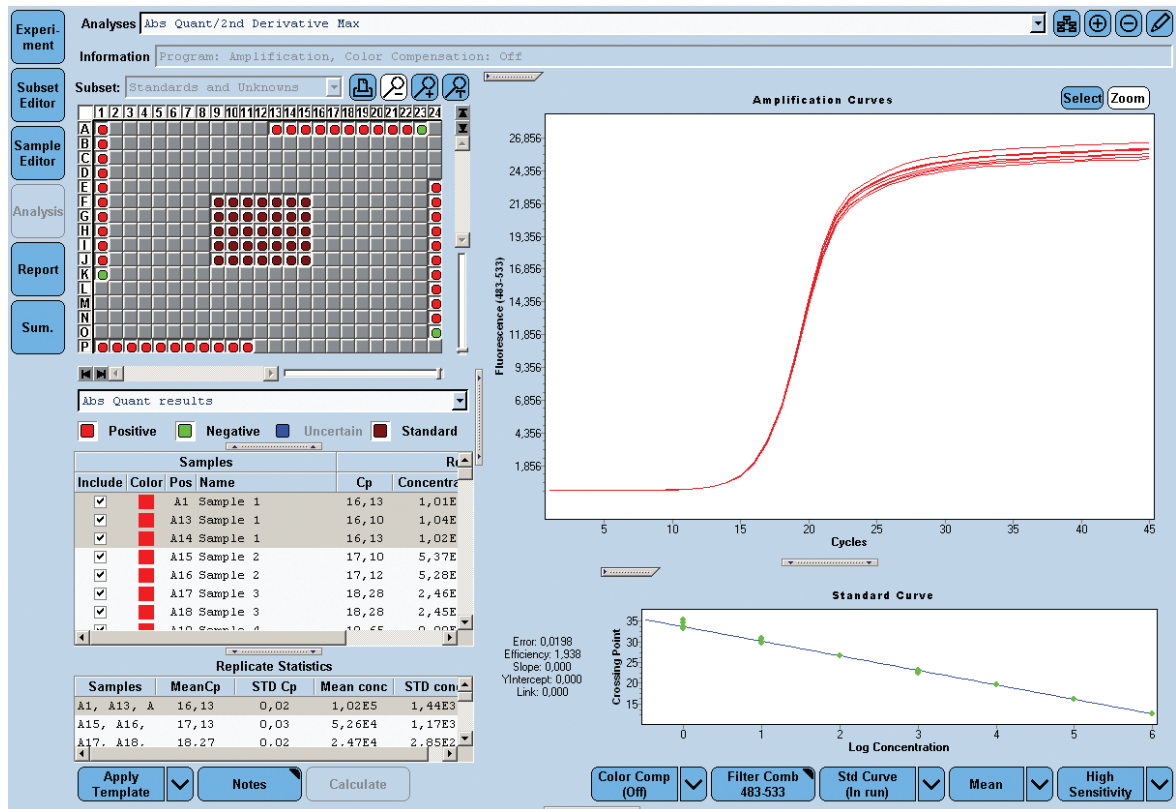 Experi-
ment
Subset
Editor
Sample
Editor
Analysis
Report
Sum.
Analyses Abs Quant/2nd Derivative Max
Information Program: Amplification, Color Compensation: Off
Subset: Standards and Unknowns
1 2 3 4 5 6 7 8 9 10 11 12 13 14 15 16 17 18 19 20 21 22 23 24
A
B
C
D
E
F
G
H
I
J
K
L
M
N
O
P
Abs Quant results
Positive Negative Uncertain Standard
Samples
Include Color Pos Name Cp Concentra
A1 Sample 1 16,13 1,01E
A13 Sample 1 16,10 1,04E
A14 Sample 1 16,13 1,02E
A15 Sample 2 17,10 5,37E
A16 Sample 2 17,12 5,28E
A17 Sample 3 18,28 2,46E
A18 Sample 3 18,28 2,45E
Replicate Statistics
Samples MeanCp STD Cp Mean conc STD con
A1, A13, A 16,13 0,02 1,02E5 1,44E3
A15, A16, 17,13 0,03 5,26E4 1,17E3
A17, A18, 18,27 0,02 2,47E4 2,85E2
Apply
Template
Notes
Calculate
Amplification Curves
Select Zoom
Fluorescence (483-533)
26,856
24,356
21,856
19,356
16,856
14,356
11,856
9,356
6,856
4,356
1,856
5 10 15 20 25 30 35 40 45
Cycles
Standard Curve
Error: 0,0198
Efficiency: 1,938
Slope: 0,000
YIntercept: 0,000
Link: 0,000
Crossing Point
35
30
25
20
15
0 1 2 3 4 5 6
Log Concentration
Color Comp
(Off)
Filter Comb
483-533
Std Curve
(In run)
Mean
High
Sensitivity